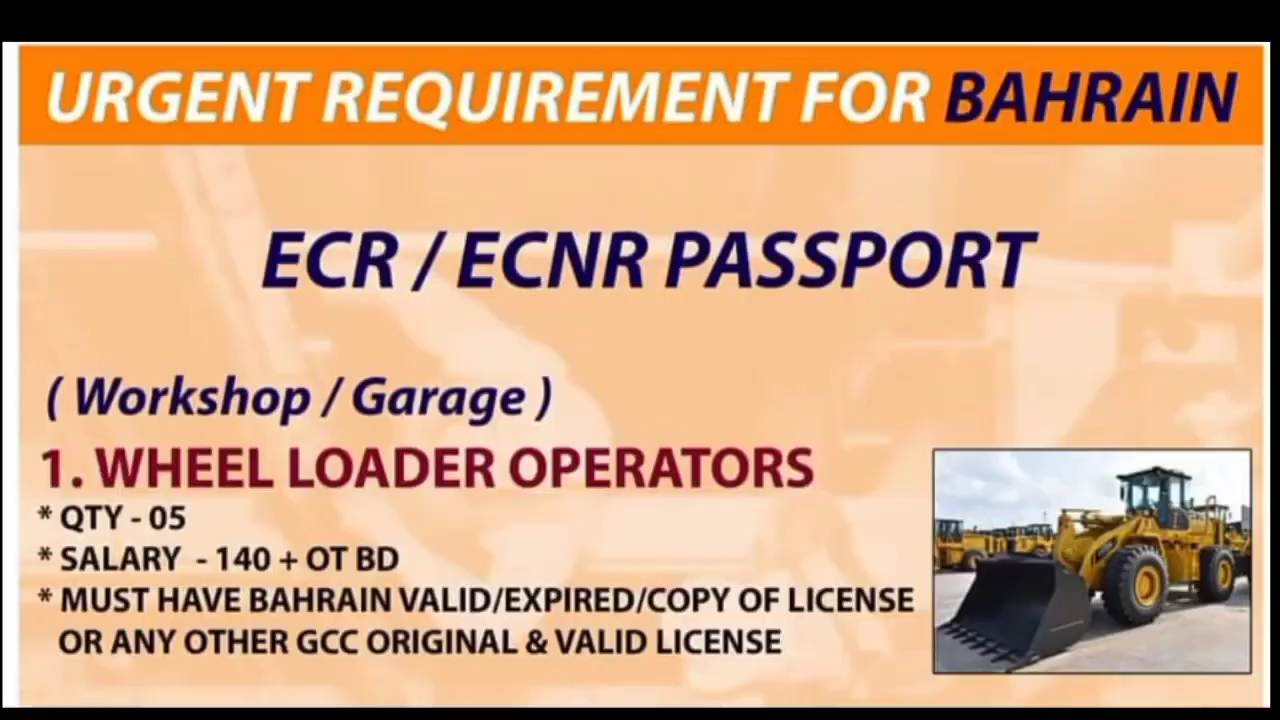 URGENT REQUIREMENT FOR BAHRAIN
ECR / ECNR PASSPORT
( Workshop / Garage )
1. WHEEL LOADER OPERATORS
* QTY - 05
* SALARY - 140 + OT BD
* MUST HAVE BAHRAIN VALID/EXPIRED/COPY OF LICENSE
OR ANY OTHER GCC ORIGINAL & VALID LICENSE